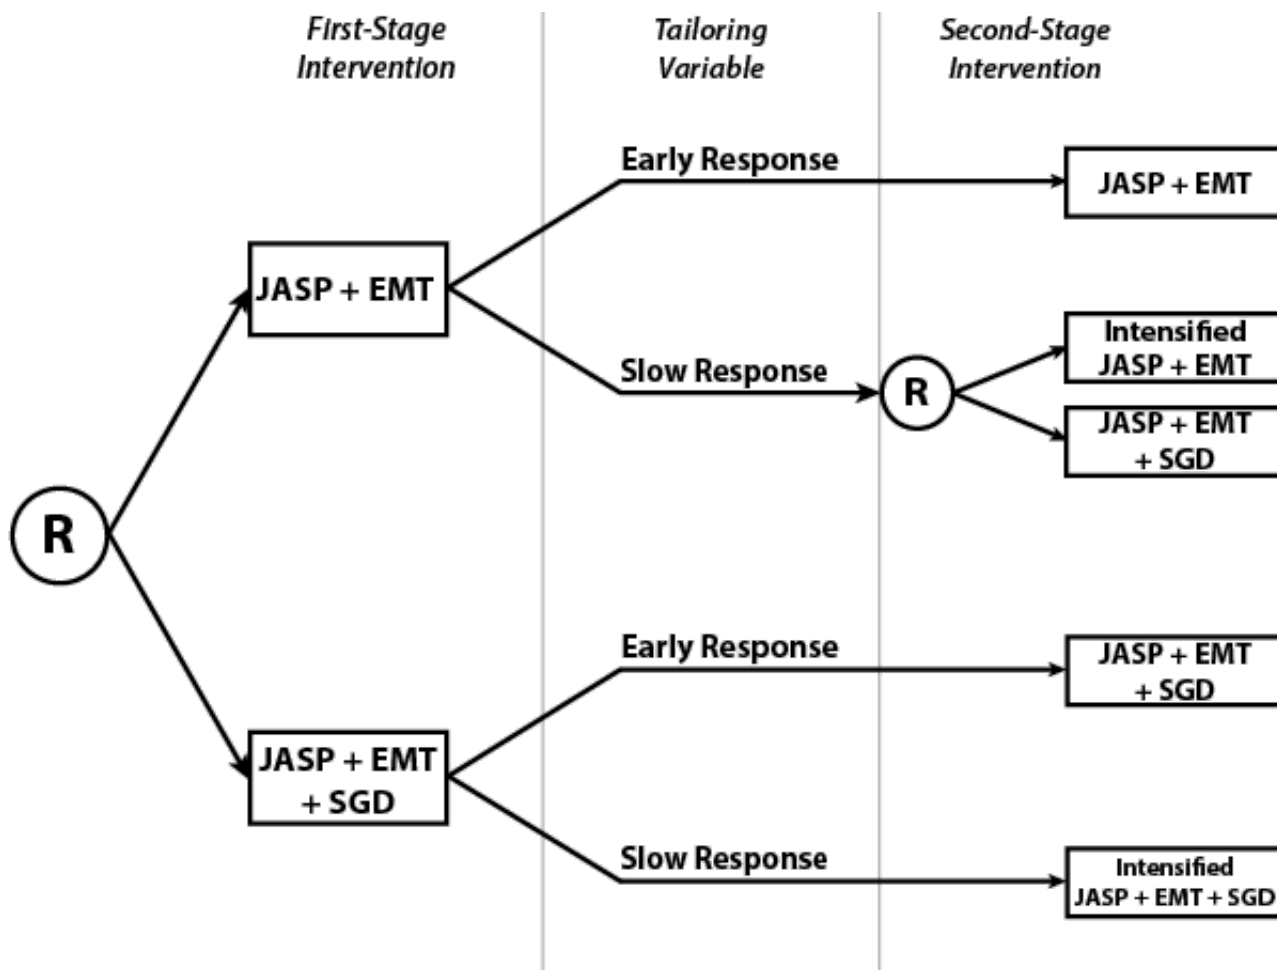 First-Stage
Intervention
Tailoring
Variable
Second-Stage
Intervention
Early Response
JASP + EMT
JASP + EMT
Slow Response
R
Intensified
JASP + EMT
JASP + EMT
+ SGD
R
Early Response
JASP + EMT
+ SGD
JASP + EMT
+ SGD
Slow Response
Intensified
JASP + EMT + SGD